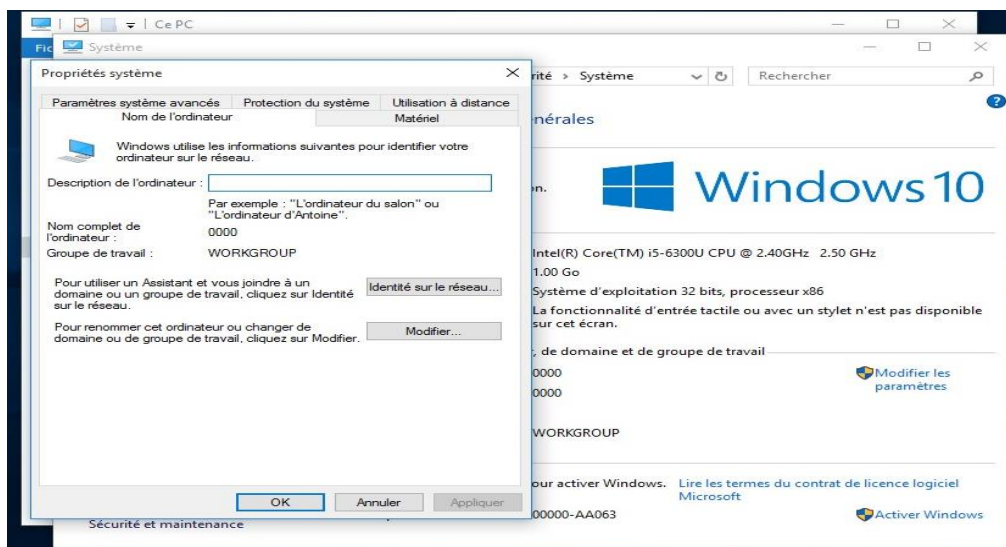 Ce PC
Fic
Système
Propriétés système
rité > Système
Rechercher
Paramètres système avancés
Protection du système
Utilisation à distance
Nom de l'ordinateur
Matériel
nérales
Windows utilise les informations suivantes pour identifier votre
ordinateur sur le réseau.
Description de l'ordinateur :
Par exemple : "L'ordinateur du salon" ou
"L'ordinateur d'Antoine".
Nom complet de
l'ordinateur :
0000
Groupe de travail :
WORKGROUP
Pour utiliser un Assistant et vous joindre à un
domaine ou un groupe de travail, cliquez sur Identité
sur le réseau.
Identité sur le réseau...
Pour renommer cet ordinateur ou changer de
domaine ou de groupe de travail, cliquez sur Modifier.
Modifier...
OK
Annuler
Appliquer
on.
Windows 10
Intel(R) Core(TM) i5-6300U CPU @ 2.40GHz 2.50 GHz
1.00 Go
Système d'exploitation 32 bits, processeur x86
La fonctionnalité d'entrée tactile ou avec un stylet n'est pas disponible
sur cet écran.
, de domaine et de groupe de travail
0000
Modifier les
paramètres
0000
WORKGROUP
our activer Windows.
Lire les termes du contrat de licence logiciel
Microsoft
00000-AA063
Activer Windows
Sécurité et maintenance